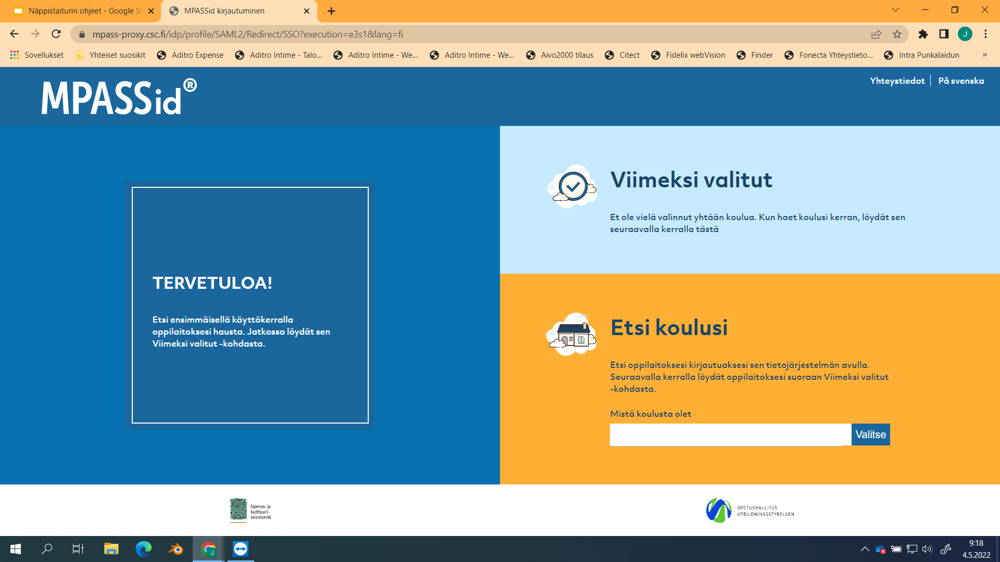 Näppistaiturin ohjeet - Google Sl
MPASSid kirjautuminen
mpass-proxy.csc.fi/idp/profile/SAML2/Redirect/SSO?execution=e3s1&lang=fi
J
Sovellukset
Yhteiset suosikit
Aditro Expense
Aditro Intime - Talo...
Aditro Intime - We...
Aditro Intime - We...
Aivo2000 tilaus
Citect
Fidelix webVision
Finder
Fonecta Yhteystieto...
Intra Punkalaidun
»
MPASSid®
Yhteystiedot
På svenska
Viimeksi valitut
Et ole vielä valinnut yhtään koulua. Kun haet koulusi kerran, löydät sen
seuraavalla kerralla tästä
TERVETULOA!
Etsi ensimmäisellä käyttökerralla
oppilaitoksesi hausta. Jatkossa löydät sen
Viimeksi valitut -kohdasta.
Etsi koulusi
Etsi oppilaitoksesi kirjautuaksesi sen tietojärjestelmän avulla.
Seuraavalla kerralla löydät oppilaitoksesi suoraan Viimeksi valitut
-kohdasta.
Mistä koulusta olet
Valitse
Opetus- ja
kulttuuri-
ministeriö
OPETUSHALLITUS
UTBILDNINGSSTYRELSEN
J
9:18
4.5.2022